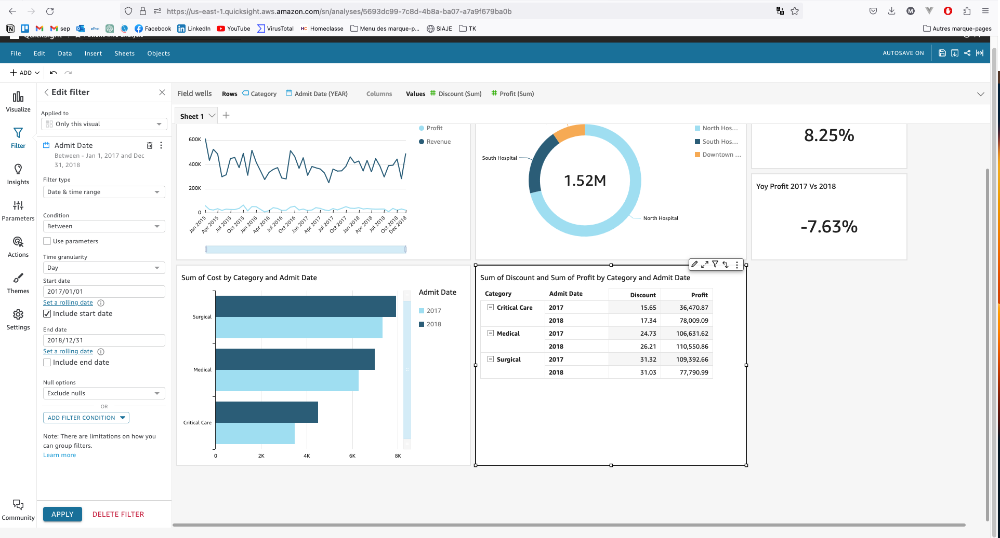 https://us-east-1.quicksight.aws.amazon.com/sn/analyses/5693dc99-7c8d-4b8a-ba07-a7a9f679ba0b
sep
efrei
Facebook
LinkedIn
YouTube
VirusTotal
HC Homeclasse
Menu des marque-p...
SIAJE
TK
Autres marque-pages
QuickSight
File
Edit
Data
Insert
Sheets
Objects
AUTOSAVE ON
ADD
Visualize
Filter
Insights
Parameters
Actions
Themes
Settings
Community
Edit filter
Applied to
Only this visual
Admit Date
Between - Jan 1, 2017 and Dec
31, 2018
Filter type
Date & time range
Condition
Between
Use parameters
Time granularity
Day
Start date
2017/01/01
Set a rolling date
Include start date
End date
2018/12/31
Set a rolling date
Include end date
Null options
Exclude nulls
OR
ADD FILTER CONDITION
Note: There are limitations on how you
can group filters.
Learn more
APPLY
DELETE FILTER
Field wells Rows Category Admit Date (YEAR) Columns Values Discount (Sum) Profit (Sum)
Sheet 1
Profit
Revenue
600K
400K
200K
0
Jan 2015
Apr 2015
Jul 2015
Oct 2015
Jan 2016
Apr 2016
Jul 2016
Oct 2016
Jan 2017
Apr 2017
Jul 2017
Oct 2017
Jan 2018
Apr 2018
Jul 2018
Oct 2018
Dec 2018
South Hospital
1.52M
North Hospital
North Hos...
South Hos...
Downtown ...
8.25%
Yoy Profit 2017 Vs 2018
-7.63%
Sum of Cost by Category and Admit Date
Admit Date
2017
2018
Surgical
Medical
Critical Care
0 2K 4K 6K 8K
Sum of Discount and Sum of Profit by Category and Admit Date
Category Admit Date Discount Profit
Critical Care 2017 15.65 36,470.87
2018 17.34 78,009.09
Medical 2017 24.73 106,631.62
2018 26.21 110,550.86
Surgical 2017 31.32 109,392.66
2018 31.03 77,790.99